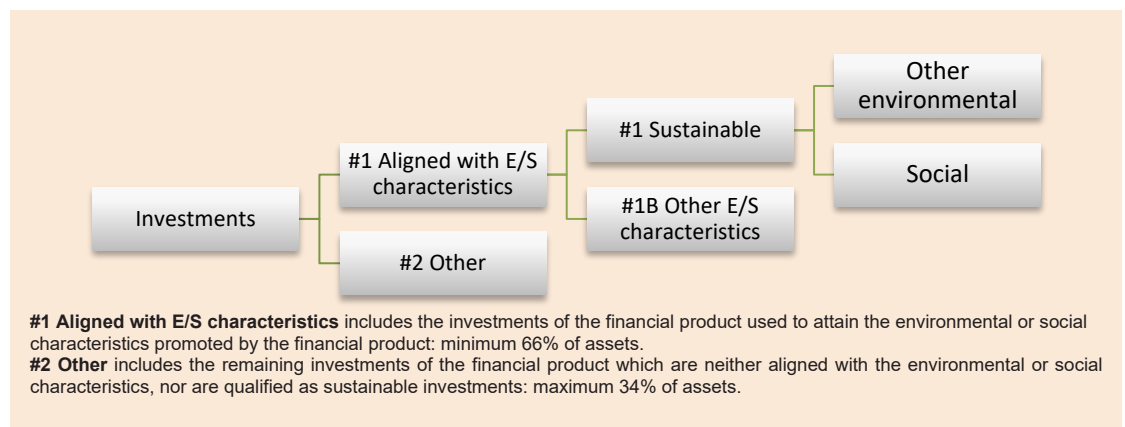 Investments
#1 Aligned with E/S
characteristics
#2 Other
#1 Sustainable
#1B Other E/S
characteristics
Other
environmental
Social
#1 Aligned with E/S characteristics includes the investments of the financial product used to attain the environmental or social
characteristics promoted by the financial product: minimum 66% of assets.
#2 Other includes the remaining investments of the financial product which are neither aligned with the environmental or social
characteristics, nor are qualified as sustainable investments: maximum 34% of assets.